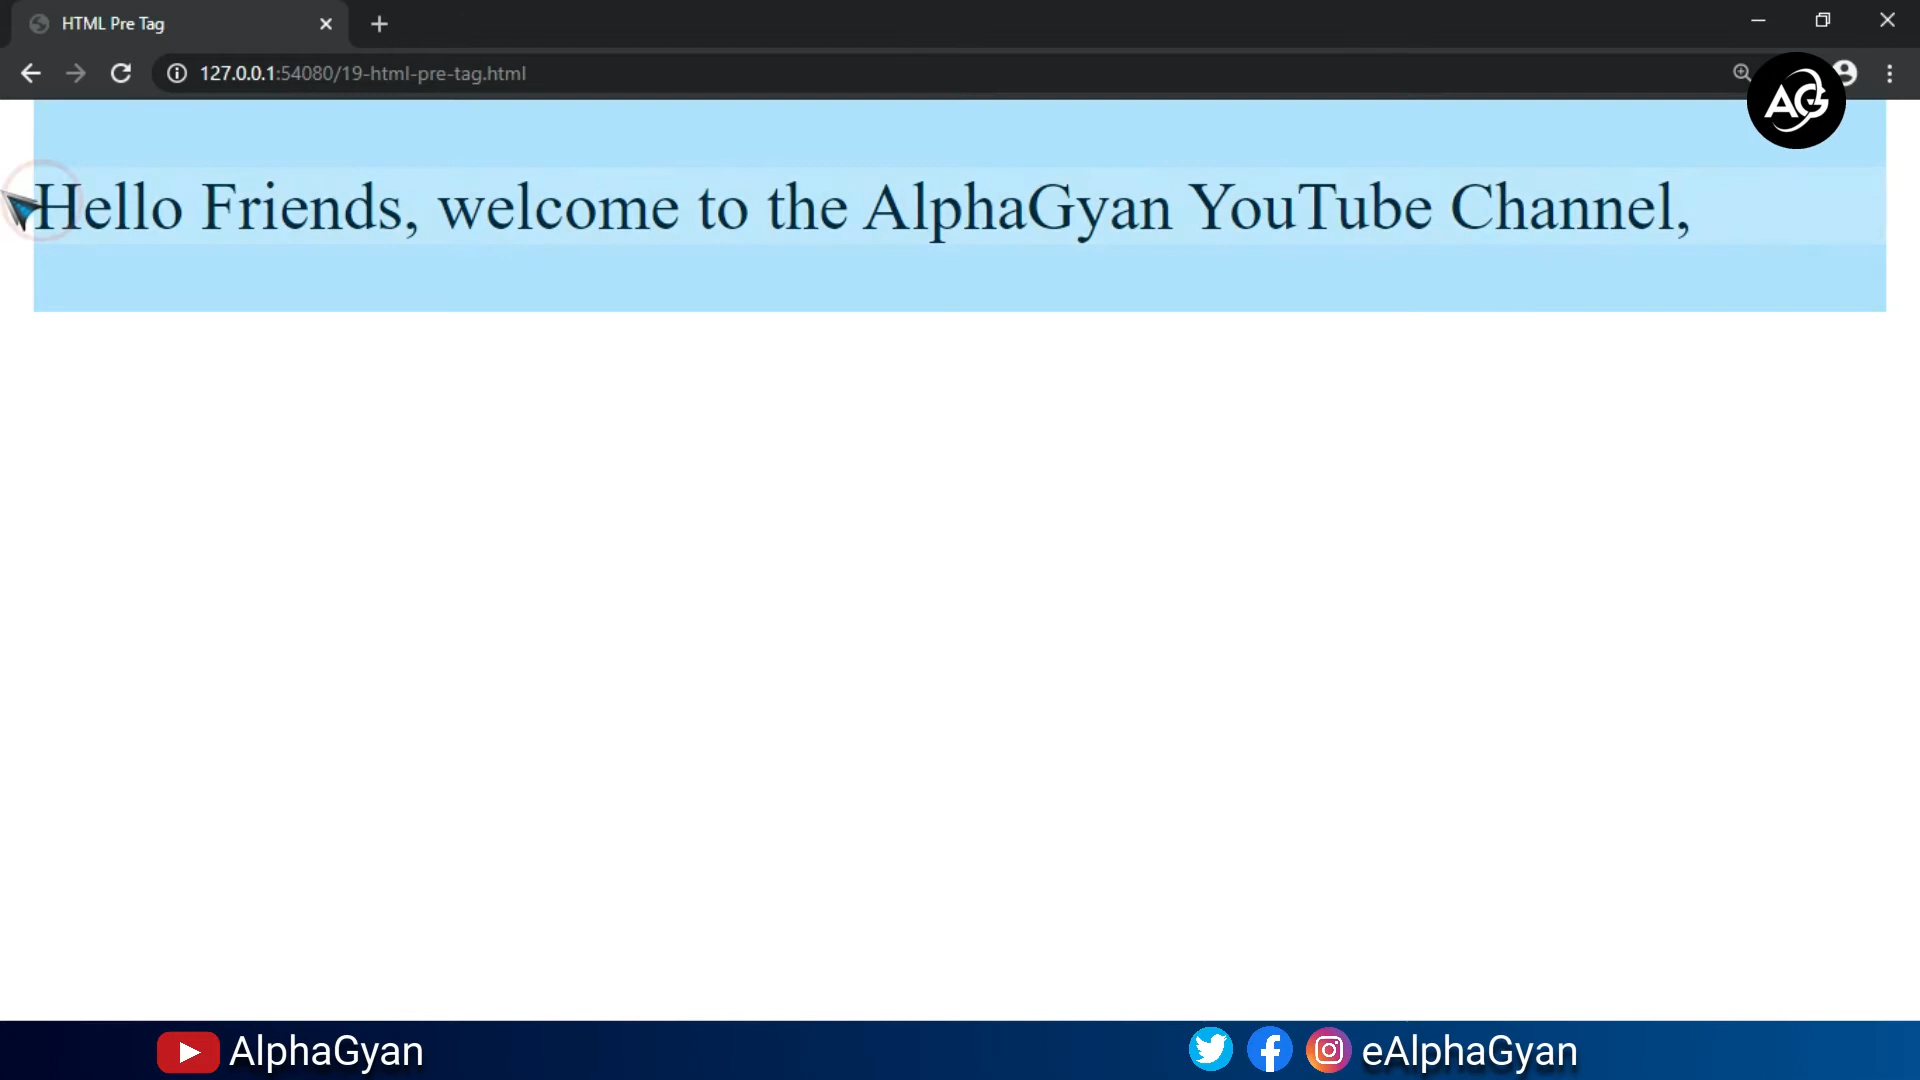 HTML Pre Tag
127.0.0.1:54080/19-html-pre-tag.html
AG
Hello Friends, welcome to the AlphaGyan YouTube Channel,
AlphaGyan
eAlphaGyan